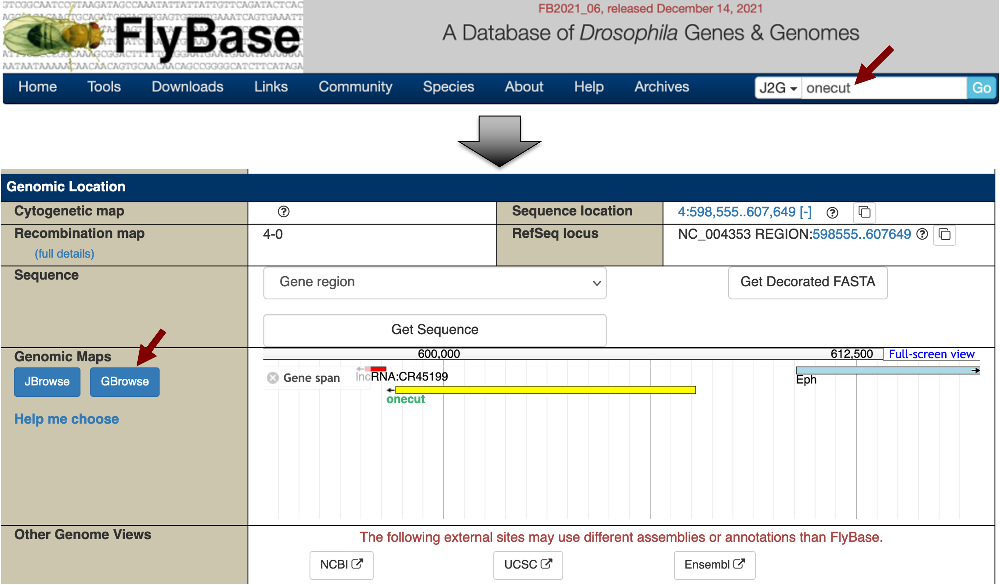 FB2021_06, released December 14, 2021
FlyBase
A Database of Drosophila Genes & Genomes
Home Tools Downloads Links Community Species About Help Archives J2G onecut Go
Genomic Location
Cytogenetic map
Sequence location 4:598,555..607,649 [-]
Recombination map 4-0
(full details)
RefSeq locus NC_004353 REGION:598555..607649
Sequence Gene region Get Decorated FASTA
Get Sequence
Genomic Maps
JBrowse GBrowse
Help me choose
600,000 612,500 Full-screen view
Gene span
lncRNA:CR45199
Eph
onecut
Other Genome Views
The following external sites may use different assemblies or annotations than FlyBase.
NCBI UCSC Ensembl